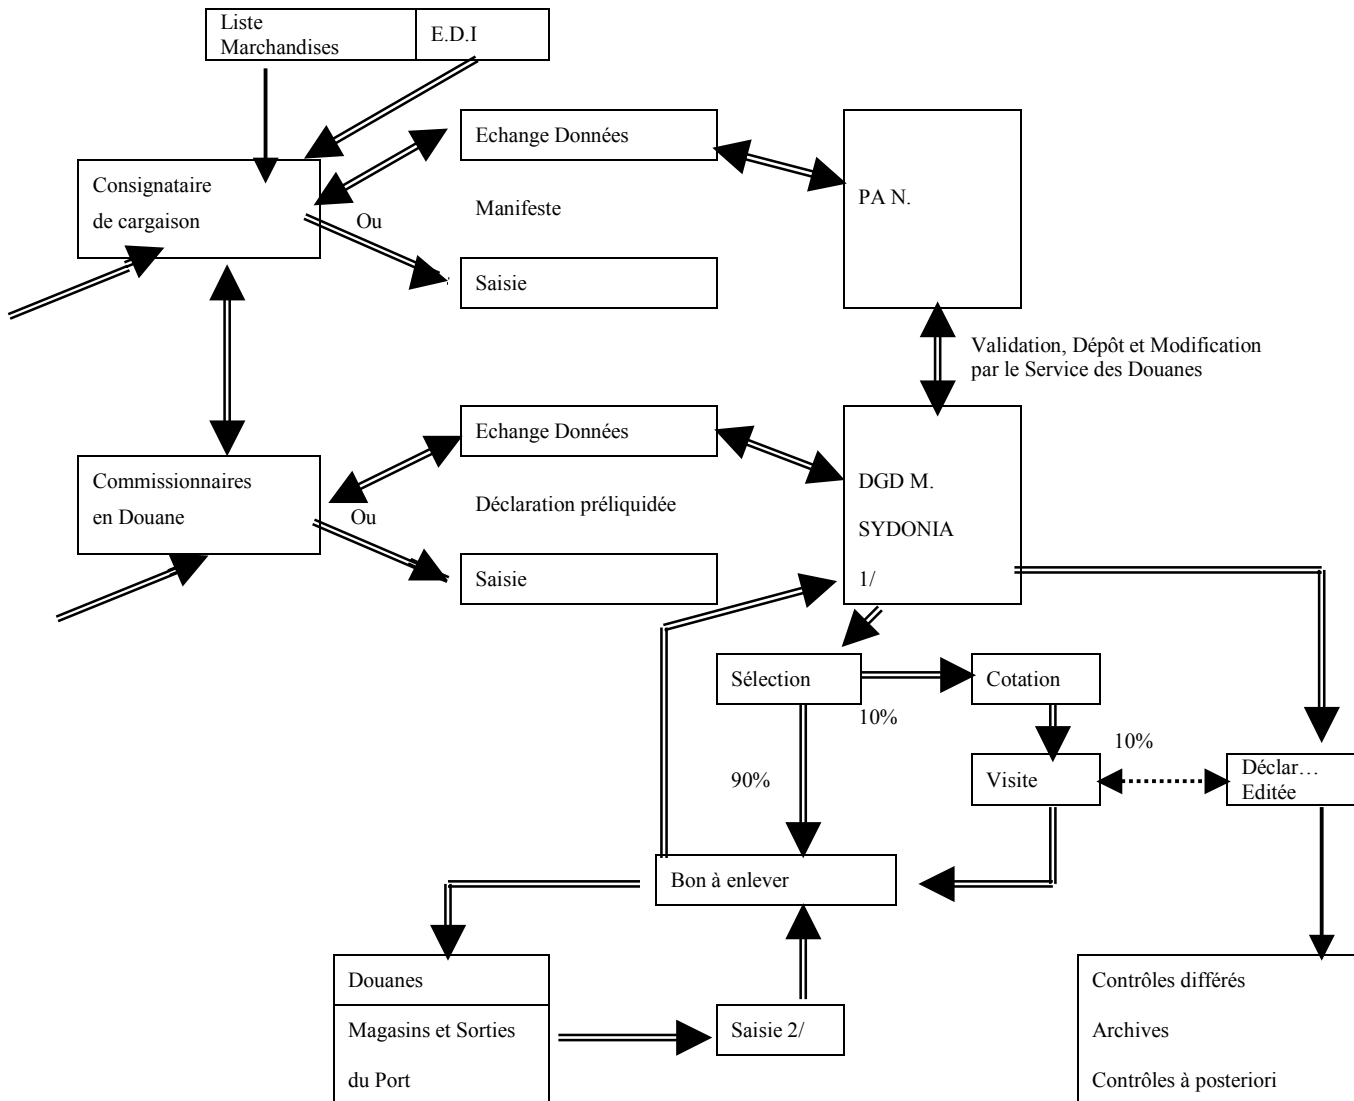 Liste
Marchandises
E.D.I
Echange Données
Consignataire
de cargaison
PA N.
Manifeste
Ou
Saisie
Validation, Dépôt et Modification
par le Service des Douanes
Echange Données
Commissionnaires
en Douane
DGD M.
SYDONIA
1/
Déclaration préliquidée
Ou
Saisie
Sélection
Cotation
10%
90%
10%
Visite
Déclar…
Editée
Bon à enlever
Douanes
Magasins et Sorties
du Port
Saisie 2/
Contrôles différés
Archives
Contrôles à posteriori